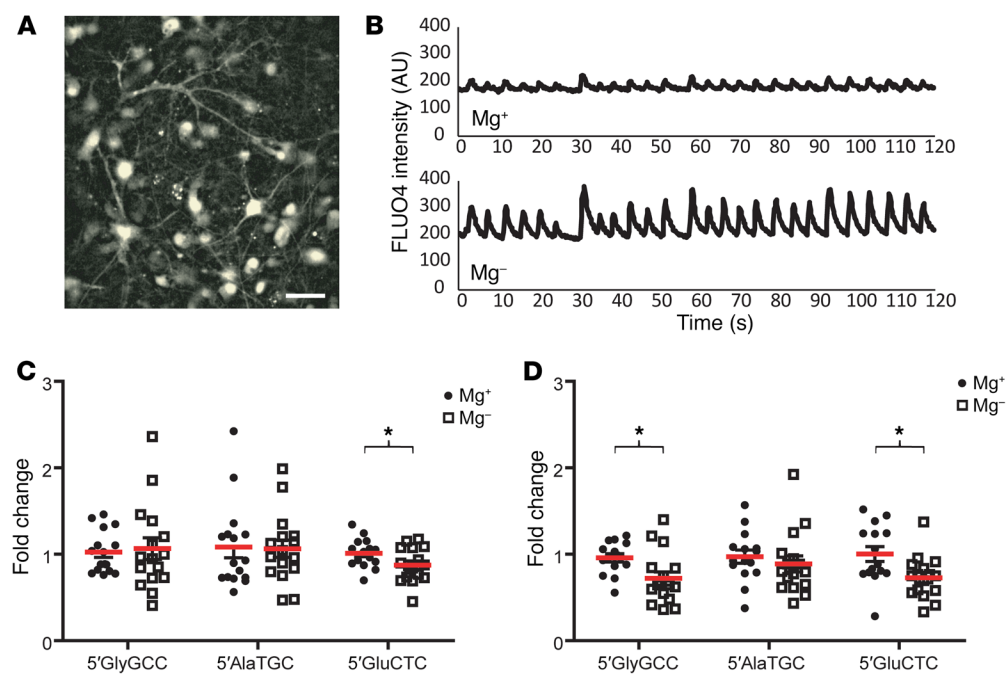 A
B
FLUO4 intensity (AU)
400
300
200
100
0
Mg+
0 10 20 30 40 50 60 70 80 90 100 110 120
400
300
200
100
0
Mg–
0 10 20 30 40 50 60 70 80 90 100 110 120
Time (s)
C
Fold change
3
2
1
0
Mg+
Mg–
*
5′GlyGCC 5′AlaTGC 5′GluCTC
D
Fold change
3
2
1
0
Mg+
Mg–
* *
5′GlyGCC 5′AlaTGC 5′GluCTC